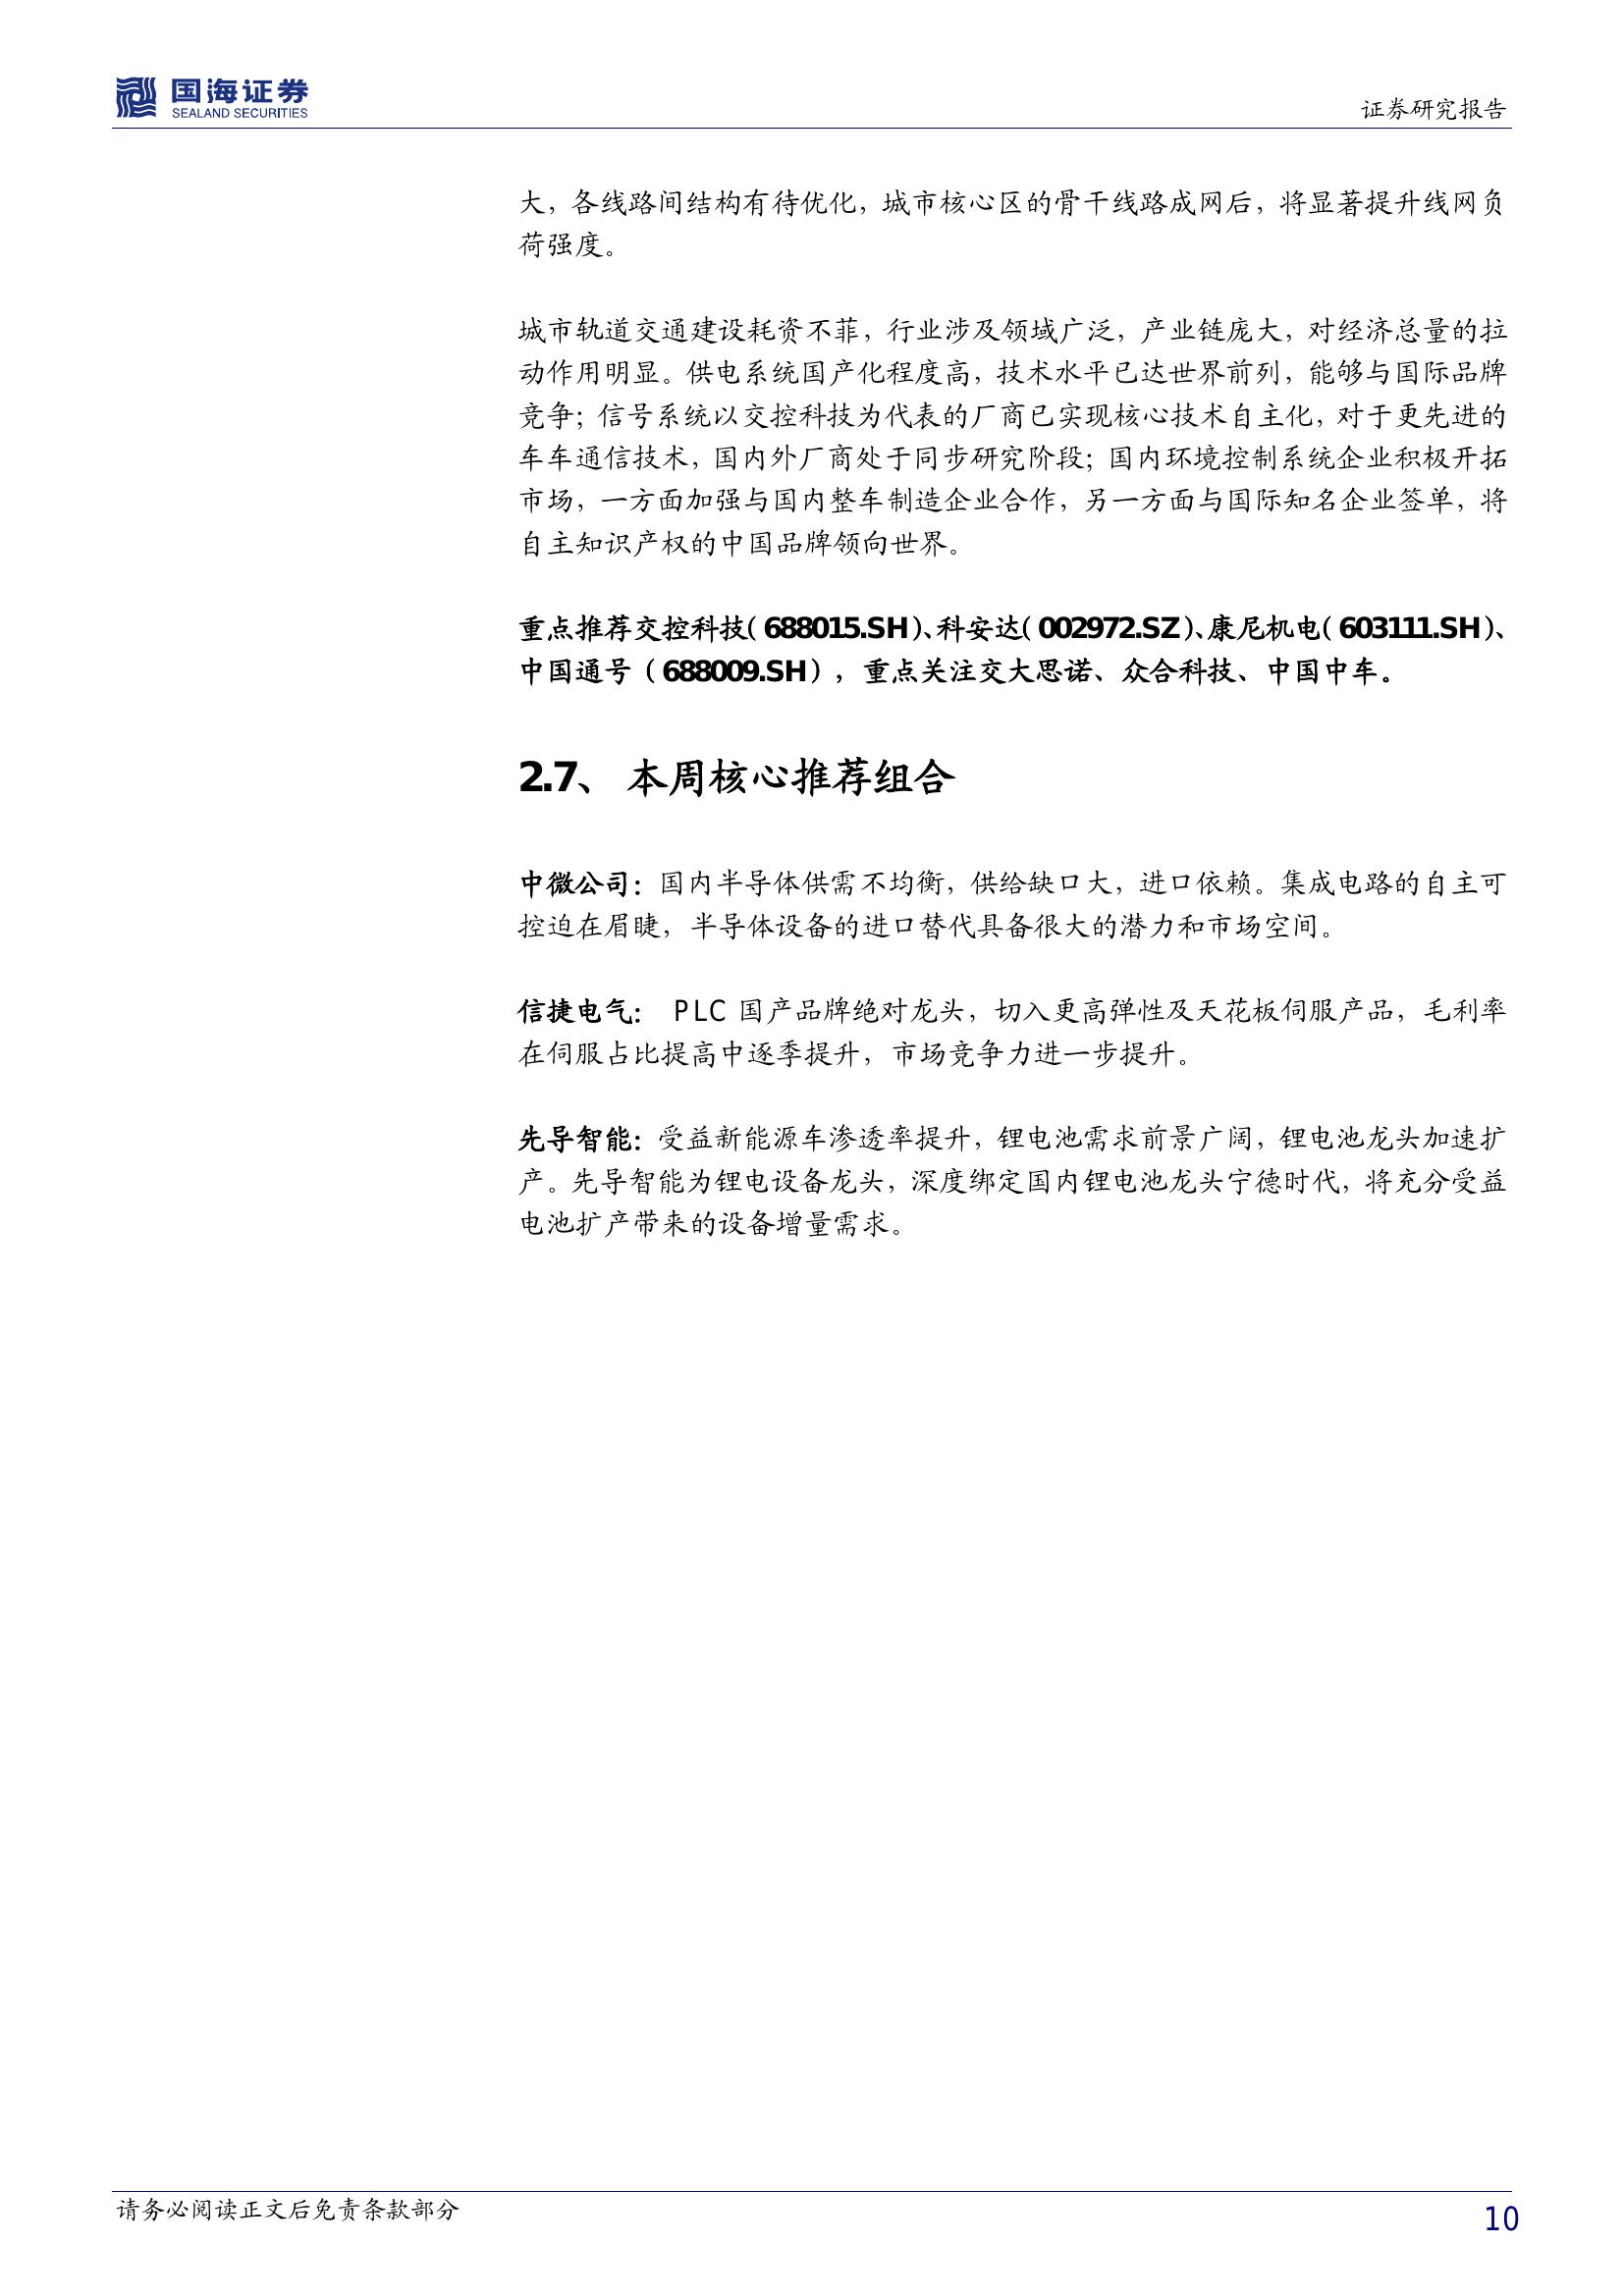 国海证券
SEALAND SECURITIES
证券研究报告
大，各线路间结构有待优化，城市核心区的骨干线路成网后，将显著提升线网负
荷强度。
城市轨道交通建设耗资不菲，行业涉及领域广泛，产业链庞大，对经济总量的拉
动作用明显。供电系统国产化程度高，技术水平已达世界前列，能够与国际品牌
竞争；信号系统以交控科技为代表的厂商已实现核心技术自主化，对于更先进的
车车通信技术，国内外厂商处于同步研究阶段；国内环境控制系统企业积极开拓
市场，一方面加强与国内整车制造企业合作，另一方面与国际知名企业签单，将
自主知识产权的中国品牌领向世界。
重点推荐交控科技（688015.SH）、科安达（002972.SZ）、康尼机电（603111.SH）、
中国通号（688009.SH），重点关注交大思诺、众合科技、中国中车。
2.7、 本周核心推荐组合
中微公司：国内半导体供需不均衡，供给缺口大，进口依赖。集成电路的自主可
控迫在眉睫，半导体设备的进口替代具备很大的潜力和市场空间。
信捷电气： PLC 国产品牌绝对龙头，切入更高弹性及天花板伺服产品，毛利率
在伺服占比提高中逐季提升，市场竞争力进一步提升。
先导智能：受益新能源车渗透率提升，锂电池需求前景广阔，锂电池龙头加速扩
产。先导智能为锂电设备龙头，深度绑定国内锂电池龙头宁德时代，将充分受益
电池扩产带来的设备增量需求。
请务必阅读正文后免责条款部分
10